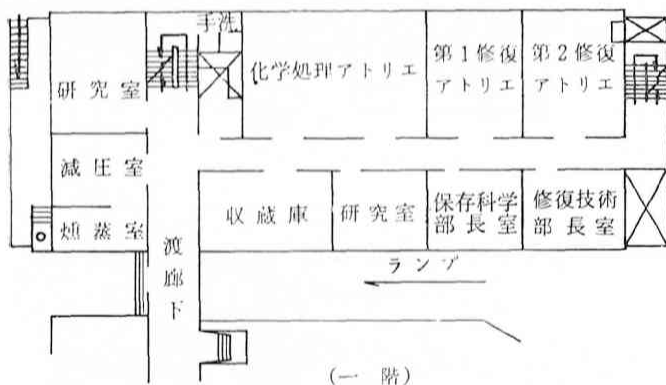 手洗
研究室
化学処理アトリエ
第1修復
アトリエ
第2修復
アトリエ
減圧室
燻蒸室
収蔵庫
研究室
保存科学
部長室
修復技術
部長室
渡廊下
ランプ
(一階)